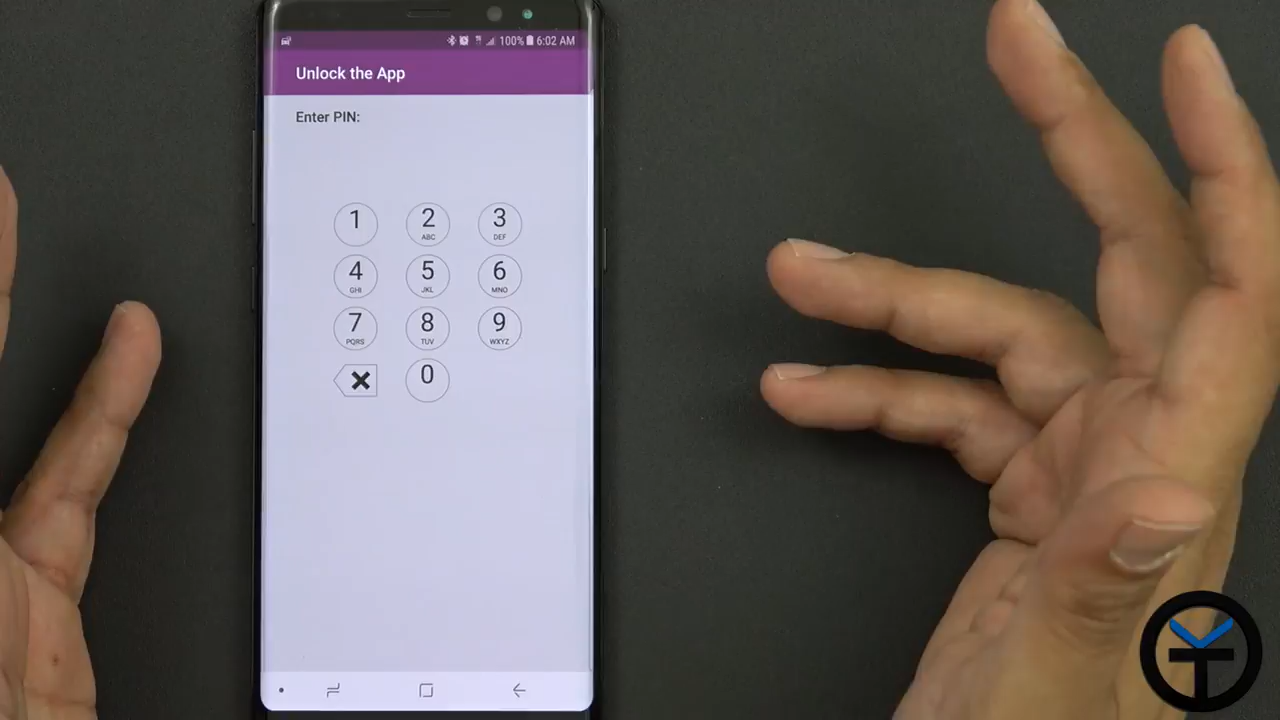 100% 6:02 AM
Unlock the App
Enter PIN:
1 2 ABC 3 DEF
4 GHI 5 JKL 6 MNO
7 PQRS 8 TUV 9 WXYZ
0